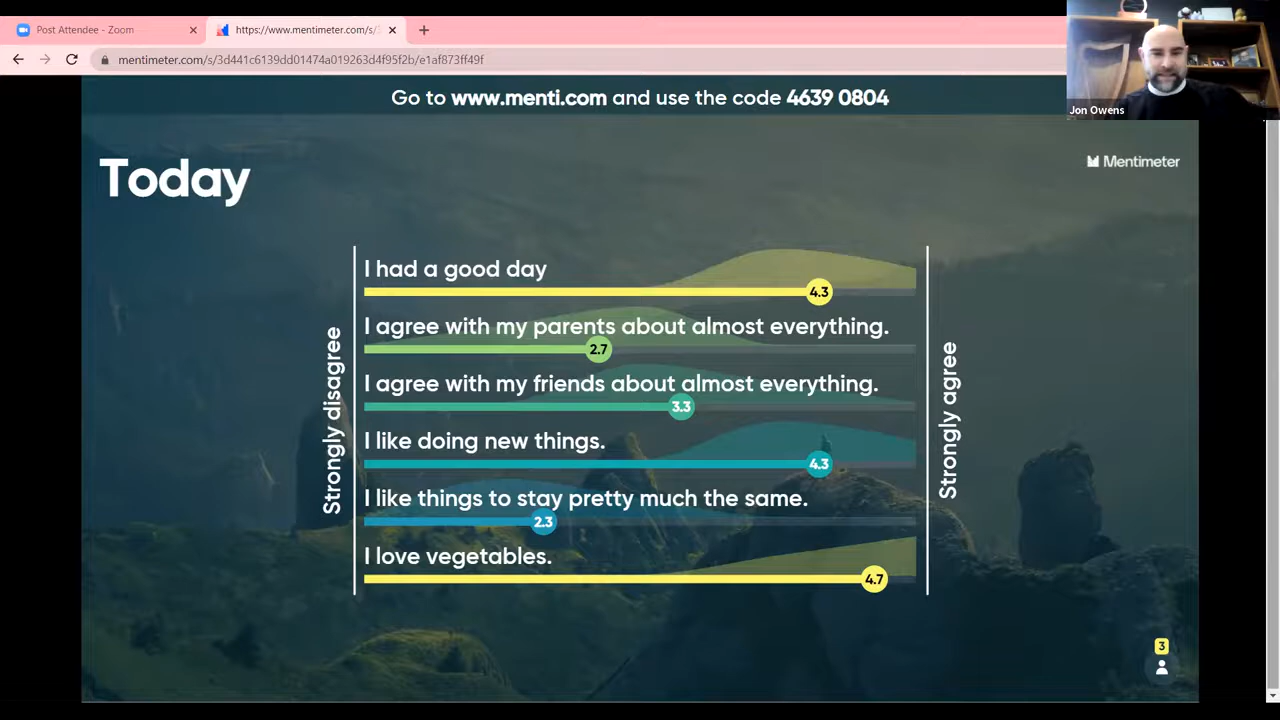 Post Attendee - Zoom
https://www.mentimeter.com/s/
mentimeter.com/s/3d441c6139dd01474a019263d4f95f2b/e1af873ff49f
Jon Owens
Go to www.menti.com and use the code 4639 0804
Today
Mentimeter
Strongly disagree
I had a good day
4.3
I agree with my parents about almost everything.
2.7
I agree with my friends about almost everything.
3.3
I like doing new things.
4.3
I like things to stay pretty much the same.
2.3
I love vegetables.
4.7
Strongly agree
3